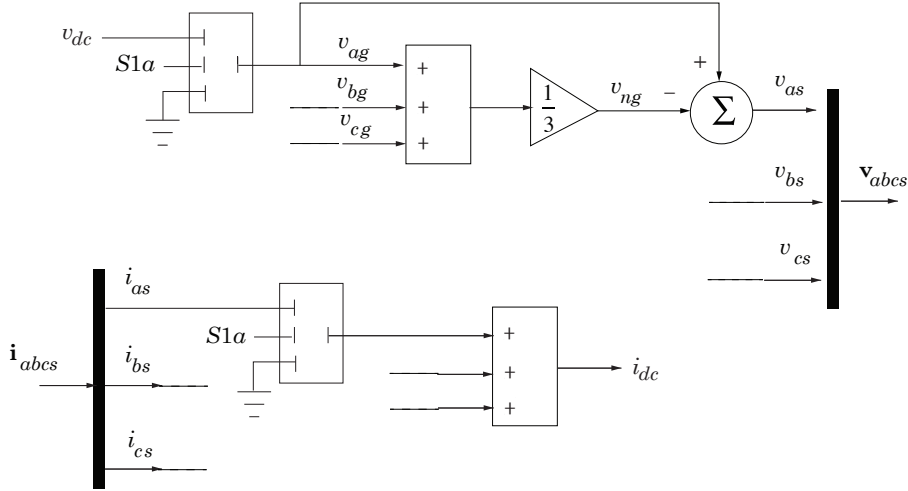 v_dc
S1a
v_ag
+
v_bg
+
v_cg
+
1/3
v_ng
−
+
Σ
v_as
v_bs
v_cs
v_abcs
i_abcs
i_as
i_bs
i_cs
S1a
+
+
+
i_dc